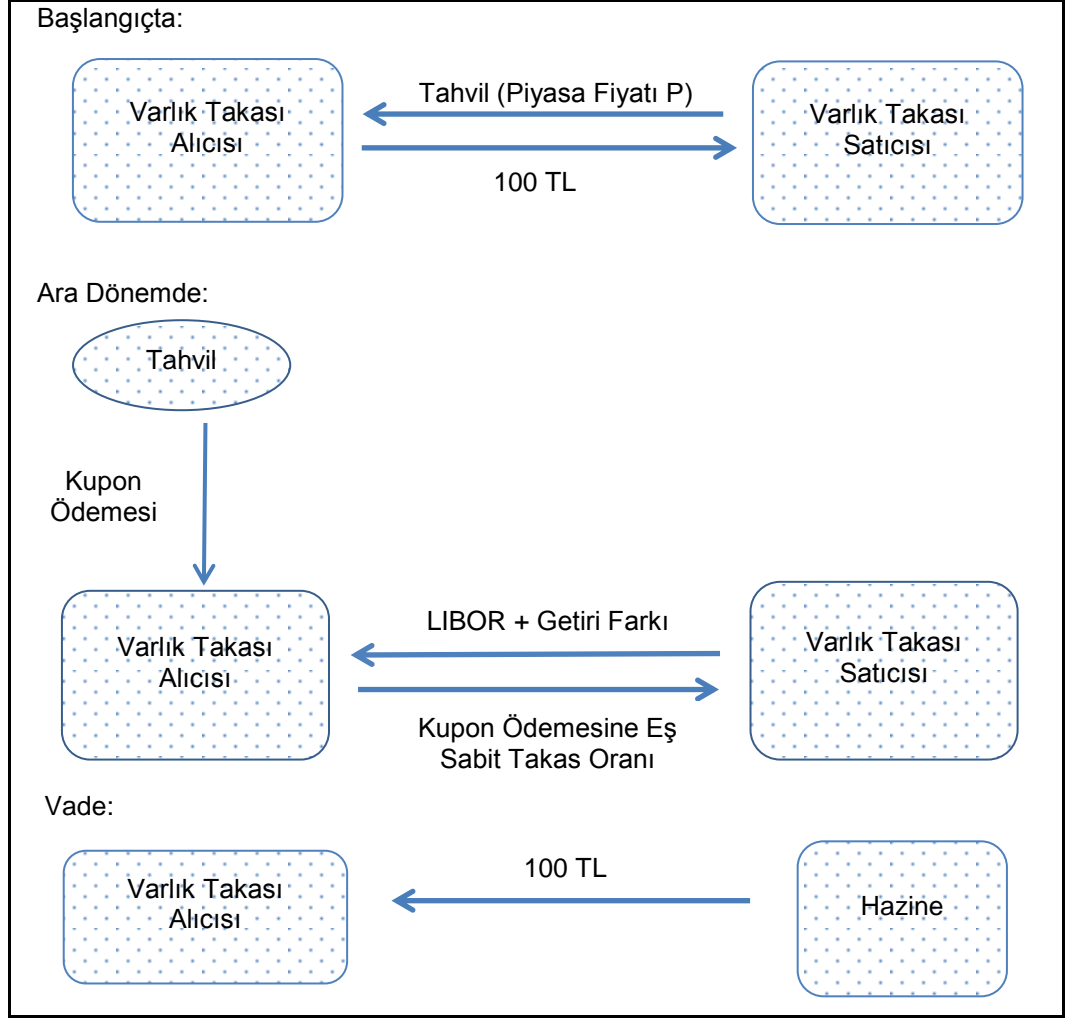 Başlangıçta:
Varlık Takası
Alıcısı
Tahvil (Piyasa Fiyatı P)
100 TL
Varlık Takası
Satıcısı
Ara Dönemde:
Tahvil
Kupon
Ödemesi
Varlık Takası
Alıcısı
LIBOR + Getiri Farkı
Kupon Ödemesine Eş
Sabit Takas Oranı
Varlık Takası
Satıcısı
Vade:
Varlık Takası
Alıcısı
100 TL
Hazine